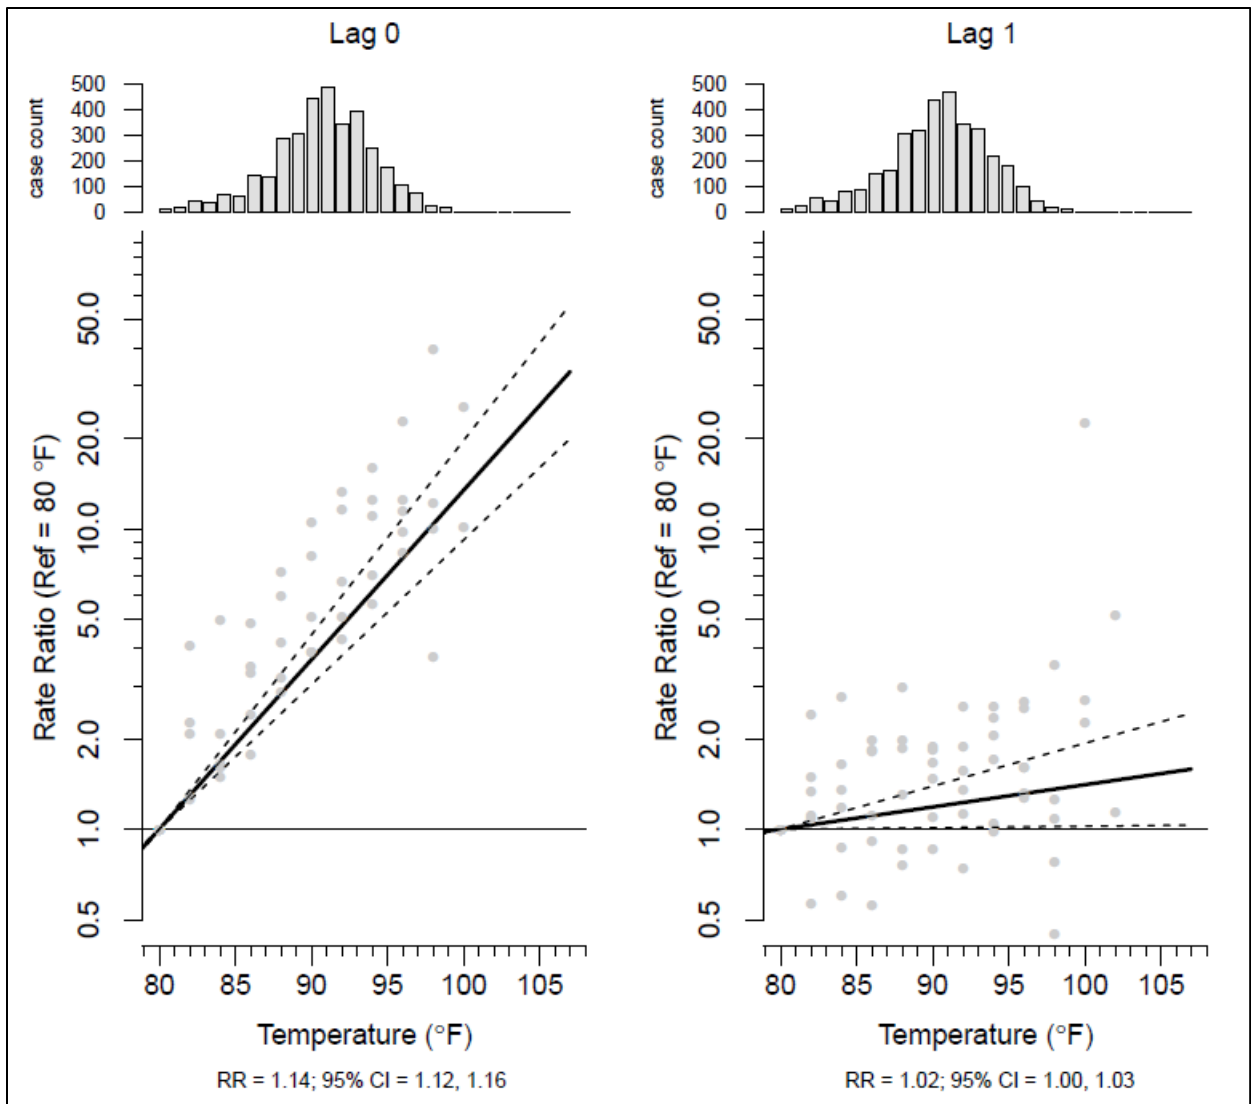 Lag 0
case count
500
400
300
200
100
0
Rate Ratio (Ref = 80 °F)
50.0
20.0
10.0
5.0
2.0
1.0
0.5
80 85 90 95 100 105
Temperature (°F)
RR = 1.14; 95% CI = 1.12, 1.16
Lag 1
case count
500
400
300
200
100
0
Rate Ratio (Ref = 80 °F)
50.0
20.0
10.0
5.0
2.0
1.0
0.5
80 85 90 95 100 105
Temperature (°F)
RR = 1.02; 95% CI = 1.00, 1.03